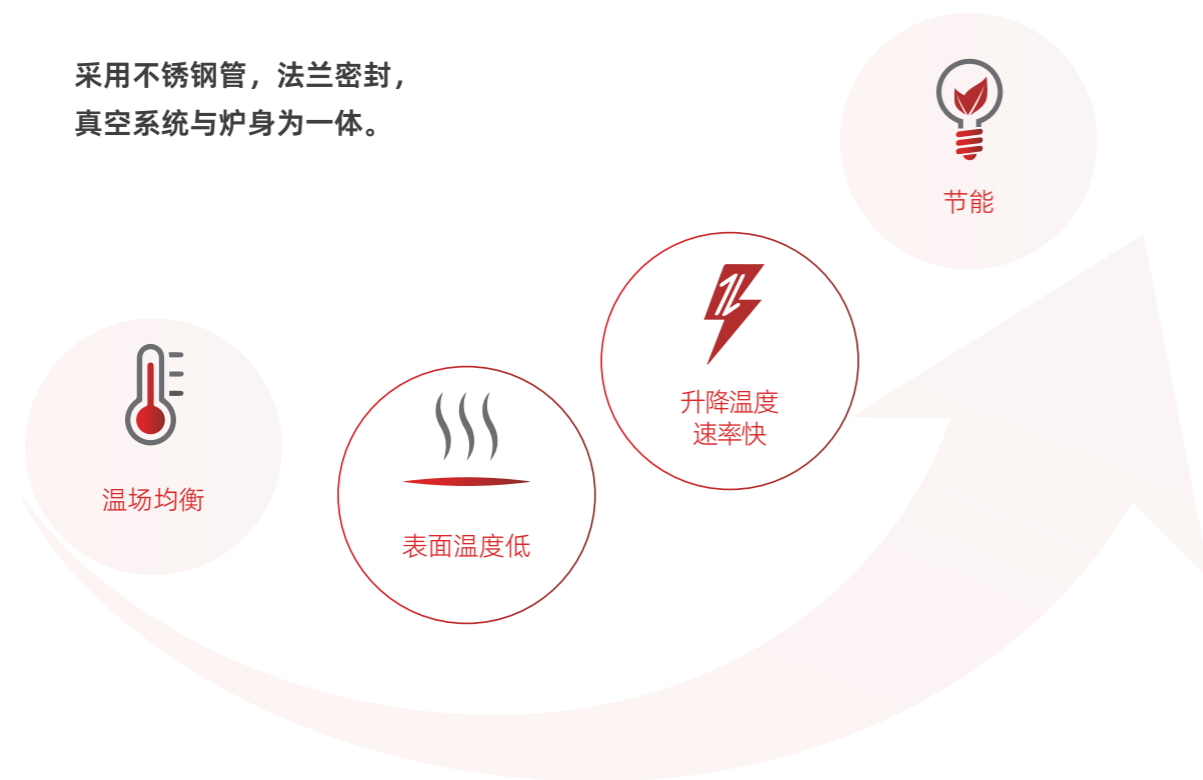 采用不锈钢管，法兰密封，
真空系统与炉身为一体。
节能
升降温度
速率快
温场均衡
表面温度低